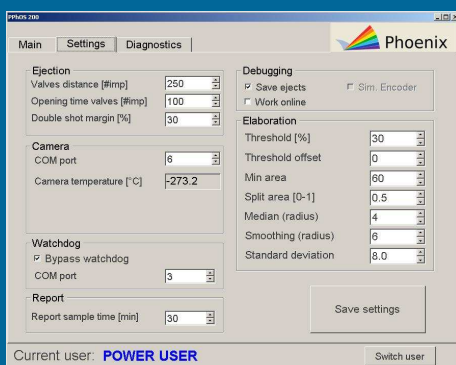 PPhOS 200
Main Settings Diagnostics
Phoenix
Ejection
Valves distance [#imp] 250
Opening time valves [#imp] 100
Double shot margin [%] 30
Camera
COM port 6
Camera temperature [°C] -273.2
Watchdog
Bypass watchdog
COM port 3
Report
Report sample time [min] 30
Debugging
Save ejects Sim. Encoder
Work online
Elaboration
Threshold [%] 30
Threshold offset 0
Min area 60
Split area [0-1] 0.5
Median (radius) 4
Smoothing (radius) 6
Standard deviation 8.0
Save settings
Current user: POWER USER
Switch user